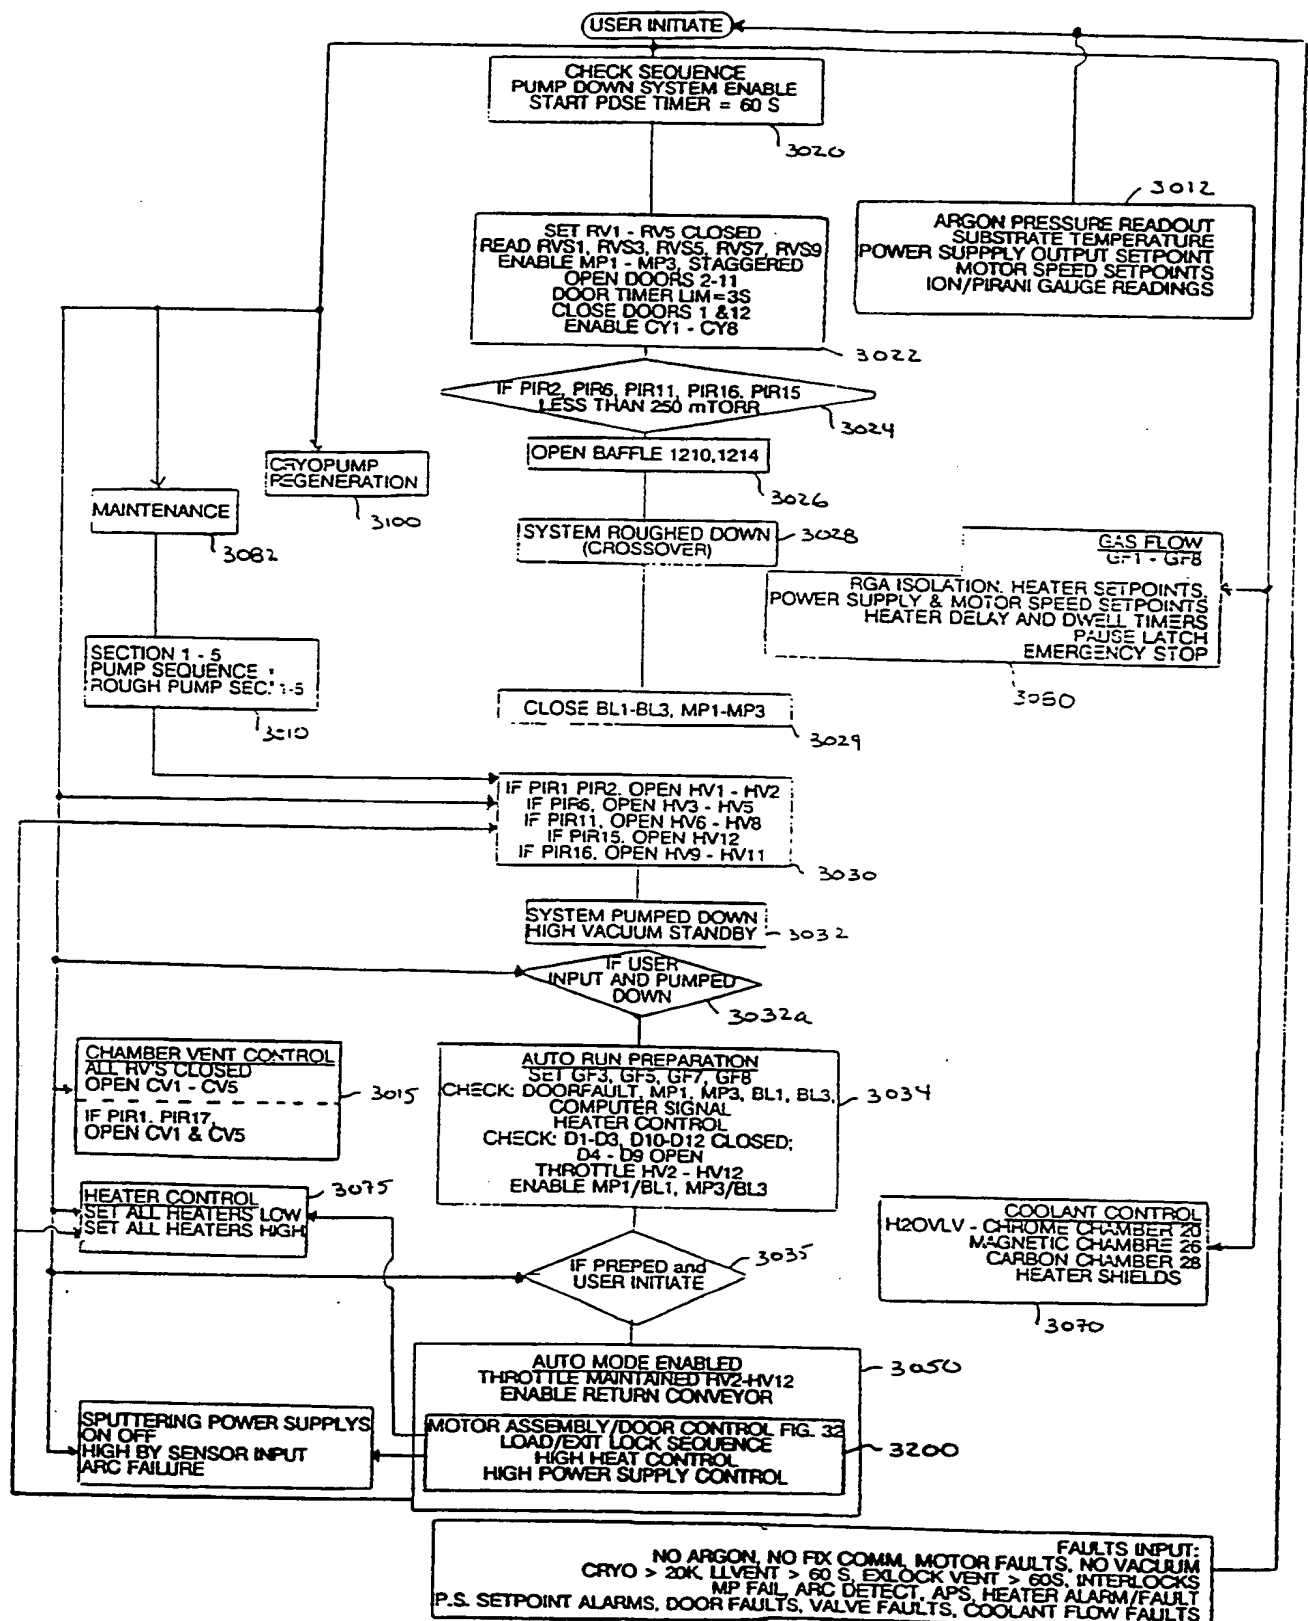 USER INITIATE
CHECK SEQUENCE
PUMP DOWN SYSTEM ENABLE
START PDSE TIMER = 60 S
3020
3012
ARGON PRESSURE READOUT
SUBSTRATE TEMPERATURE
POWER SUPPPLY OUTPUT SETPOINT
MOTOR SPEED SETPOINTS
ION/PIRANI GAUGE READINGS
SET RV1 - RV5 CLOSED
READ RVS1, RVS3, RVS5, RVS7, RVS9
ENABLE MP1 - MP3, STAGGERED
OPEN DOORS 2-11
DOOR TIMER LIM=3S
CLOSE DOORS 1 &12
ENABLE CY1 - CY8
3022
IF PIR2, PIR6, PIR11, PIR16. PIR15
LESS THAN 250 mTORR
3024
OPEN BAFFLE 1210,1214
3026
CRYOPUMP
REGENERATION
3100
MAINTENANCE
3082
SYSTEM ROUGHED DOWN
(CROSSOVER)
3028
GAS FLOW
GF1 - GF8
RGA ISOLATION. HEATER SETPOINTS,
POWER SUPPLY & MOTOR SPEED SETPOINTS
HEATER DELAY AND DWELL TIMERS
PAUSE LATCH
EMERGENCY STOP
3060
SECTION 1 - 5
PUMP SEQUENCE
ROUGH PUMP SEC. 1-5
3010
CLOSE BL1-BL3, MP1-MP3
3029
IF PIR1 PIR2. OPEN HV1 - HV2
IF PIR6, OPEN HV3 - HV5
IF PIR11, OPEN HV6 - HV8
IF PIR15. OPEN HV12
IF PIR16. OPEN HV9 - HV11
3030
SYSTEM PUMPED DOWN
HIGH VACUUM STANDBY
3032
IF USER
INPUT AND PUMPED
DOWN
3032a
CHAMBER VENT CONTROL
ALL RV'S CLOSED
OPEN CV1 - CV5
IF PIR1. PIR17,
OPEN CV1 & CV5
3015
AUTO RUN PREPARATION
SET GF3, GF5, GF7, GF8
CHECK: DOORFAULT, MP1, MP3, BL1, BL3,
COMPUTER SIGNAL
HEATER CONTROL
CHECK: D1-D3, D10-D12 CLOSED;
D4 - D9 OPEN
THROTTLE HV2 - HV12
ENABLE MP1/BL1, MP3/BL3
3034
3075
HEATER CONTROL
SET ALL HEATERS LOW
SET ALL HEATERS HIGH
COOLANT CONTROL
H2OVLV - CHROME CHAMBER 20
MAGNETIC CHAMBRE 26
CARBON CHAMBER 28
HEATER SHIELDS
3070
3035
IF PREPED and
USER INITIATE
AUTO MODE ENABLED
THROTTLE MAINTAINED HV2-HV12
ENABLE RETURN CONVEYOR
3050
MOTOR ASSEMBLY/DOOR CONTROL FIG. 32
LOAD/EXIT LOCK SEQUENCE
HIGH HEAT CONTROL
HIGH POWER SUPPLY CONTROL
3200
SPUTTERING POWER SUPPLYS
ON OFF
HIGH BY SENSOR INPUT
ARC FAILURE
FAULTS INPUT:
NO ARGON, NO FIX COMM, MOTOR FAULTS, NO VACUUM
CRYO > 20K, LLVENT > 60 S, EXLOCK VENT > 60S, INTERLOCKS
MP FAIL, ARC DETECT, APS, HEATER ALARM/FAULT
P.S. SETPOINT ALARMS, DOOR FAULTS, VALVE FAULTS, COOLANT FLOW FAULTS